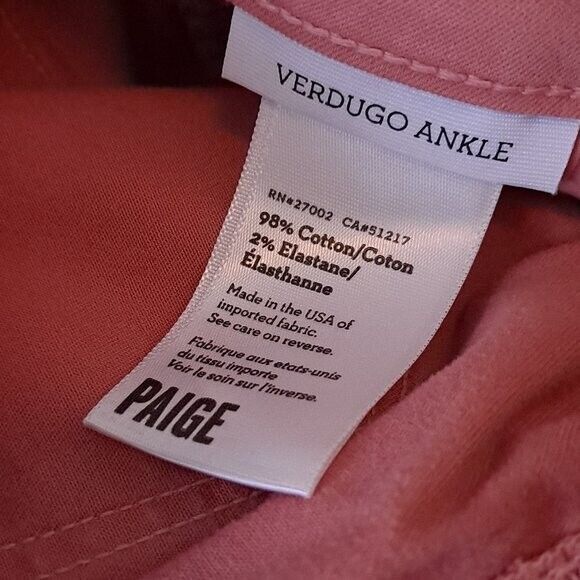 VERDUGO ANKLE
RN#27002 CA#51217
98% Cotton/Coton
2% Elastane/
Élasthanne
Made in the USA of
imported fabric.
See care on reverse.
Fabrique aux etats-unis
du tissu importe
Voir le soin sur l'inverse.
PAIGE